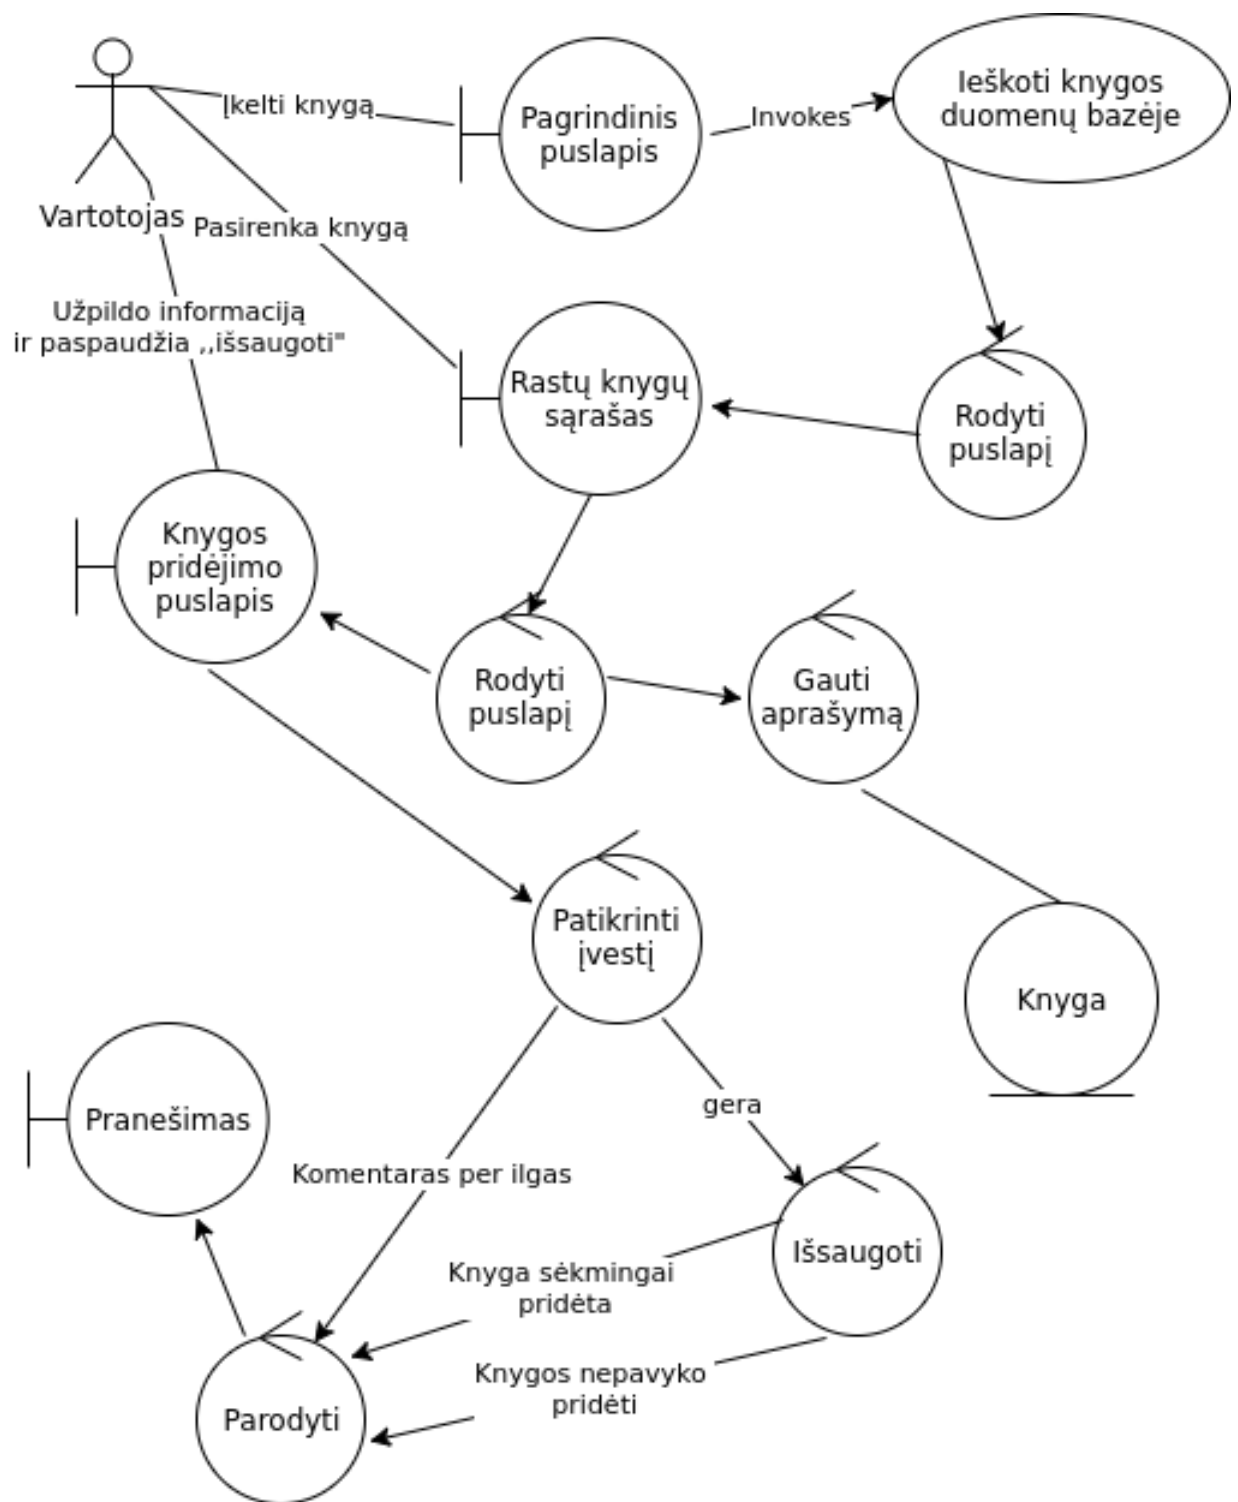 Įkelti knygą
Pagrindinis
puslapis
Invokes
Ieškoti knygos
duomenų bazėje
Vartotojas
Pasirenka knygą
Užpildo informaciją
ir paspaudžia ,,išsaugoti"
Rastų knygų
sąrašas
Rodyti
puslapį
Knygos
pridėjimo
puslapis
Rodyti
puslapį
Gauti
aprašymą
Patikrinti
įvestį
Knyga
Pranešimas
gera
Komentaras per ilgas
Išsaugoti
Knyga sėkmingai
pridėta
Knygos nepavyko
pridėti
Parodyti